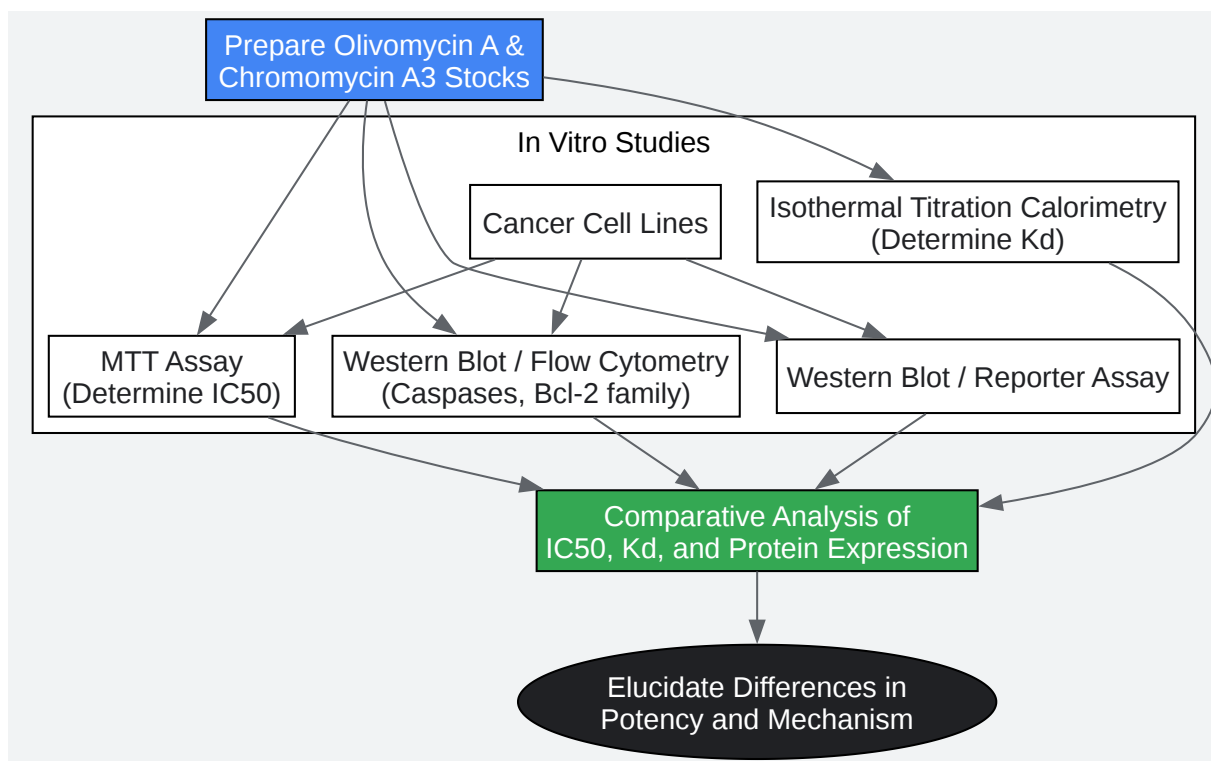 Prepare Olivomycin A &
Chromomycin A3 Stocks
In Vitro Studies
Cancer Cell Lines
Isothermal Titration Calorimetry
(Determine Kd)
MTT Assay
(Determine IC50)
Western Blot / Flow Cytometry
(Caspases, Bcl-2 family)
Western Blot / Reporter Assay
Comparative Analysis of
IC50, Kd, and Protein Expression
Elucidate Differences in
Potency and Mechanism